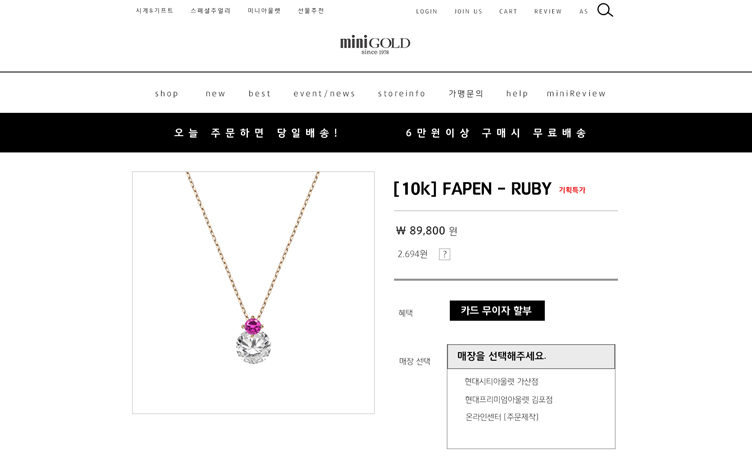 시계&기프트 스페셜주얼리 미니아울렛 선물추천 LOGIN JOIN US CART REVIEW AS
mini GOLD
since 1978
shop new best event/news storeinfo 가맹문의 help miniReview
오늘 주문하면 당일배송! 6만원이상 구매시 무료배송
[10k] FAPEN - RUBY 기획특가
₩ 89,800 원
2,694원 ?
혜택 카드 무이자 할부
매장 선택 매장을 선택해주세요.
현대시티아울렛 가산점
현대프리미엄아울렛 김포점
온라인센터 [주문제작]